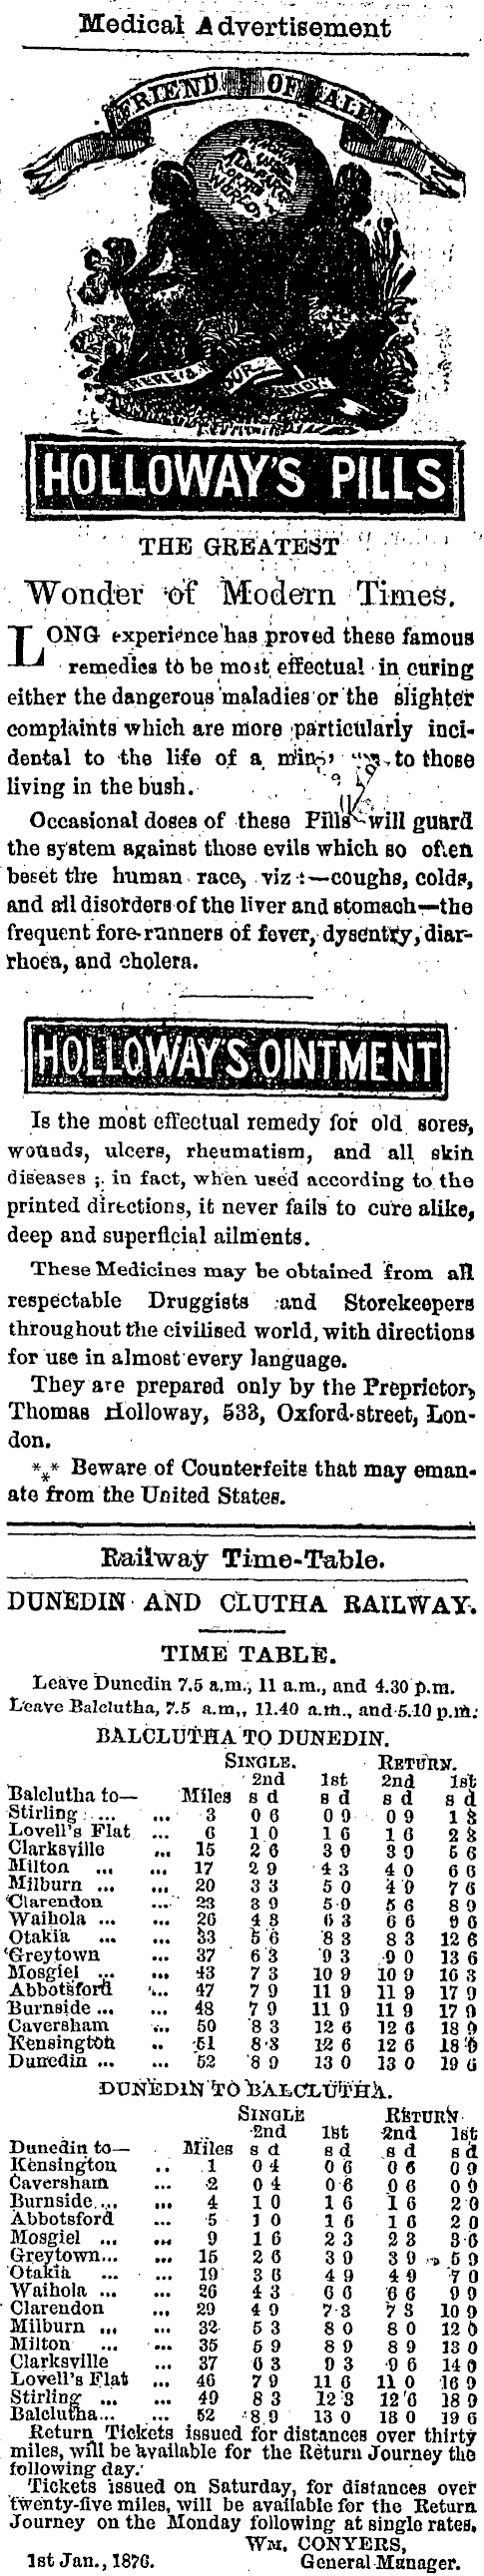 Medical Advertisement
FRIEND OF ALL
HOLLOWAY'S PILLS
THE GREATEST
Wonder of Modern Times.
LONG experience has proved these famous
remedies to be most effectual in curing
either the dangerous maladies or the slighter
complaints which are more particularly inci-
dental to the life of a to those
living in the bush.
Occasional doses of these Pills will guard
the system against those evils which so often
beset the human race, viz :—coughs, colds,
and all disorders of the liver and stomach—the
frequent fore-runners of fever, dysentry, diar-
rhoea, and cholera.
HOLLOWAY'S OINTMENT
Is the most effectual remedy for old sores,
wounds, ulcers, rheumatism, and all skin
diseases ; in fact, when used according to the
printed directions, it never fails to cure alike,
deep and superficial ailments.
These Medicines may be obtained from all
respectable Druggists and Storekeepers
throughout the civilised world, with directions
for use in almost every language.
They are prepared only by the Preprietor,
Thomas Holloway, 533, Oxford-street, Lon-
don.
*** Beware of Counterfeits that may eman-
ate from the United States.
Railway Time-Table.
DUNEDIN AND CLUTHA RAILWAY.
TIME TABLE.
Leave Dunedin 7.5 a.m., 11 a.m., and 4.30 p.m.
Leave Balclutha, 7.5 a.m,, 11.40 a.m., and 5.10 p.m.
BALCLUTHA TO DUNEDIN.
SINGLE. RETURN.
2nd 1st 2nd 1st
Balclutha to— Miles s d s d s d s d
Stirling ... ... 3 0 6 0 9 0 9 1 3
Lovell's Flat ... 6 1 0 1 6 1 6 2 3
Clarksville ... 15 2 6 3 9 3 9 5 6
Milton ... ... 17 2 9 4 3 4 0 6 6
Milburn ... ... 20 3 3 5 0 4 9 7 6
Clarendon ... 23 3 9 5 9 5 6 8 9
Waihola ... ... 26 4 3 6 3 6 6 9 6
Otakia ... ... 33 5 6 8 3 8 3 12 6
Greytown ... 37 6 3 9 3 9 0 13 6
Mosgiel ... ... 43 7 3 10 9 10 9 16 3
Abbotsford ... 47 7 9 11 9 11 9 17 9
Burnside ... ... 48 7 9 11 9 11 9 17 9
Caversham ... 50 8 3 12 6 12 6 18 9
Kensington .. 51 8 3 12 6 12 6 18 9
Dunedin ... ... 52 8 9 13 0 13 0 19 6
DUNEDIN TO BALCLUTHA.
SINGLE RETURN
2nd 1st 2nd 1st
Dunedin to— Miles s d s d s d s d
Kensington .. 1 0 4 0 6 0 6 0 9
Caversham ... 2 0 4 0 6 0 6 0 9
Burnside.... ... 4 1 0 1 6 1 6 2 0
Abbotsford ... 5 1 0 1 6 1 6 2 0
Mosgiel ... ... 9 1 6 2 3 2 3 3 6
Greytown... ... 15 2 6 3 9 3 9 5 9
Otakia ... ... 19 3 3 4 9 4 9 7 0
Waihola ... ... 26 4 3 6 6 6 6 9 9
Clarendon ... 29 4 9 7 3 7 3 10 9
Milburn ... ... 32 5 3 8 0 8 0 12 0
Milton ... ... 35 5 9 8 9 8 9 13 0
Clarksville ... 37 6 3 9 3 9 6 14 0
Lovell's Flat ... 46 7 9 11 6 11 0 16 9
Stirling ... ... 49 8 3 12 3 12 6 18 9
Balclutha... ... 52 8 9 13 0 13 0 19 6
Return Tickets issued for distances over thirty
miles, will be available for the Return Journey the
following day.
Tickets issued on Saturday, for distances over
twenty-five miles, will be available for the Return
Journey on the Monday following at single rates.
WM. CONYERS,
1st Jan., 1876. General Manager.